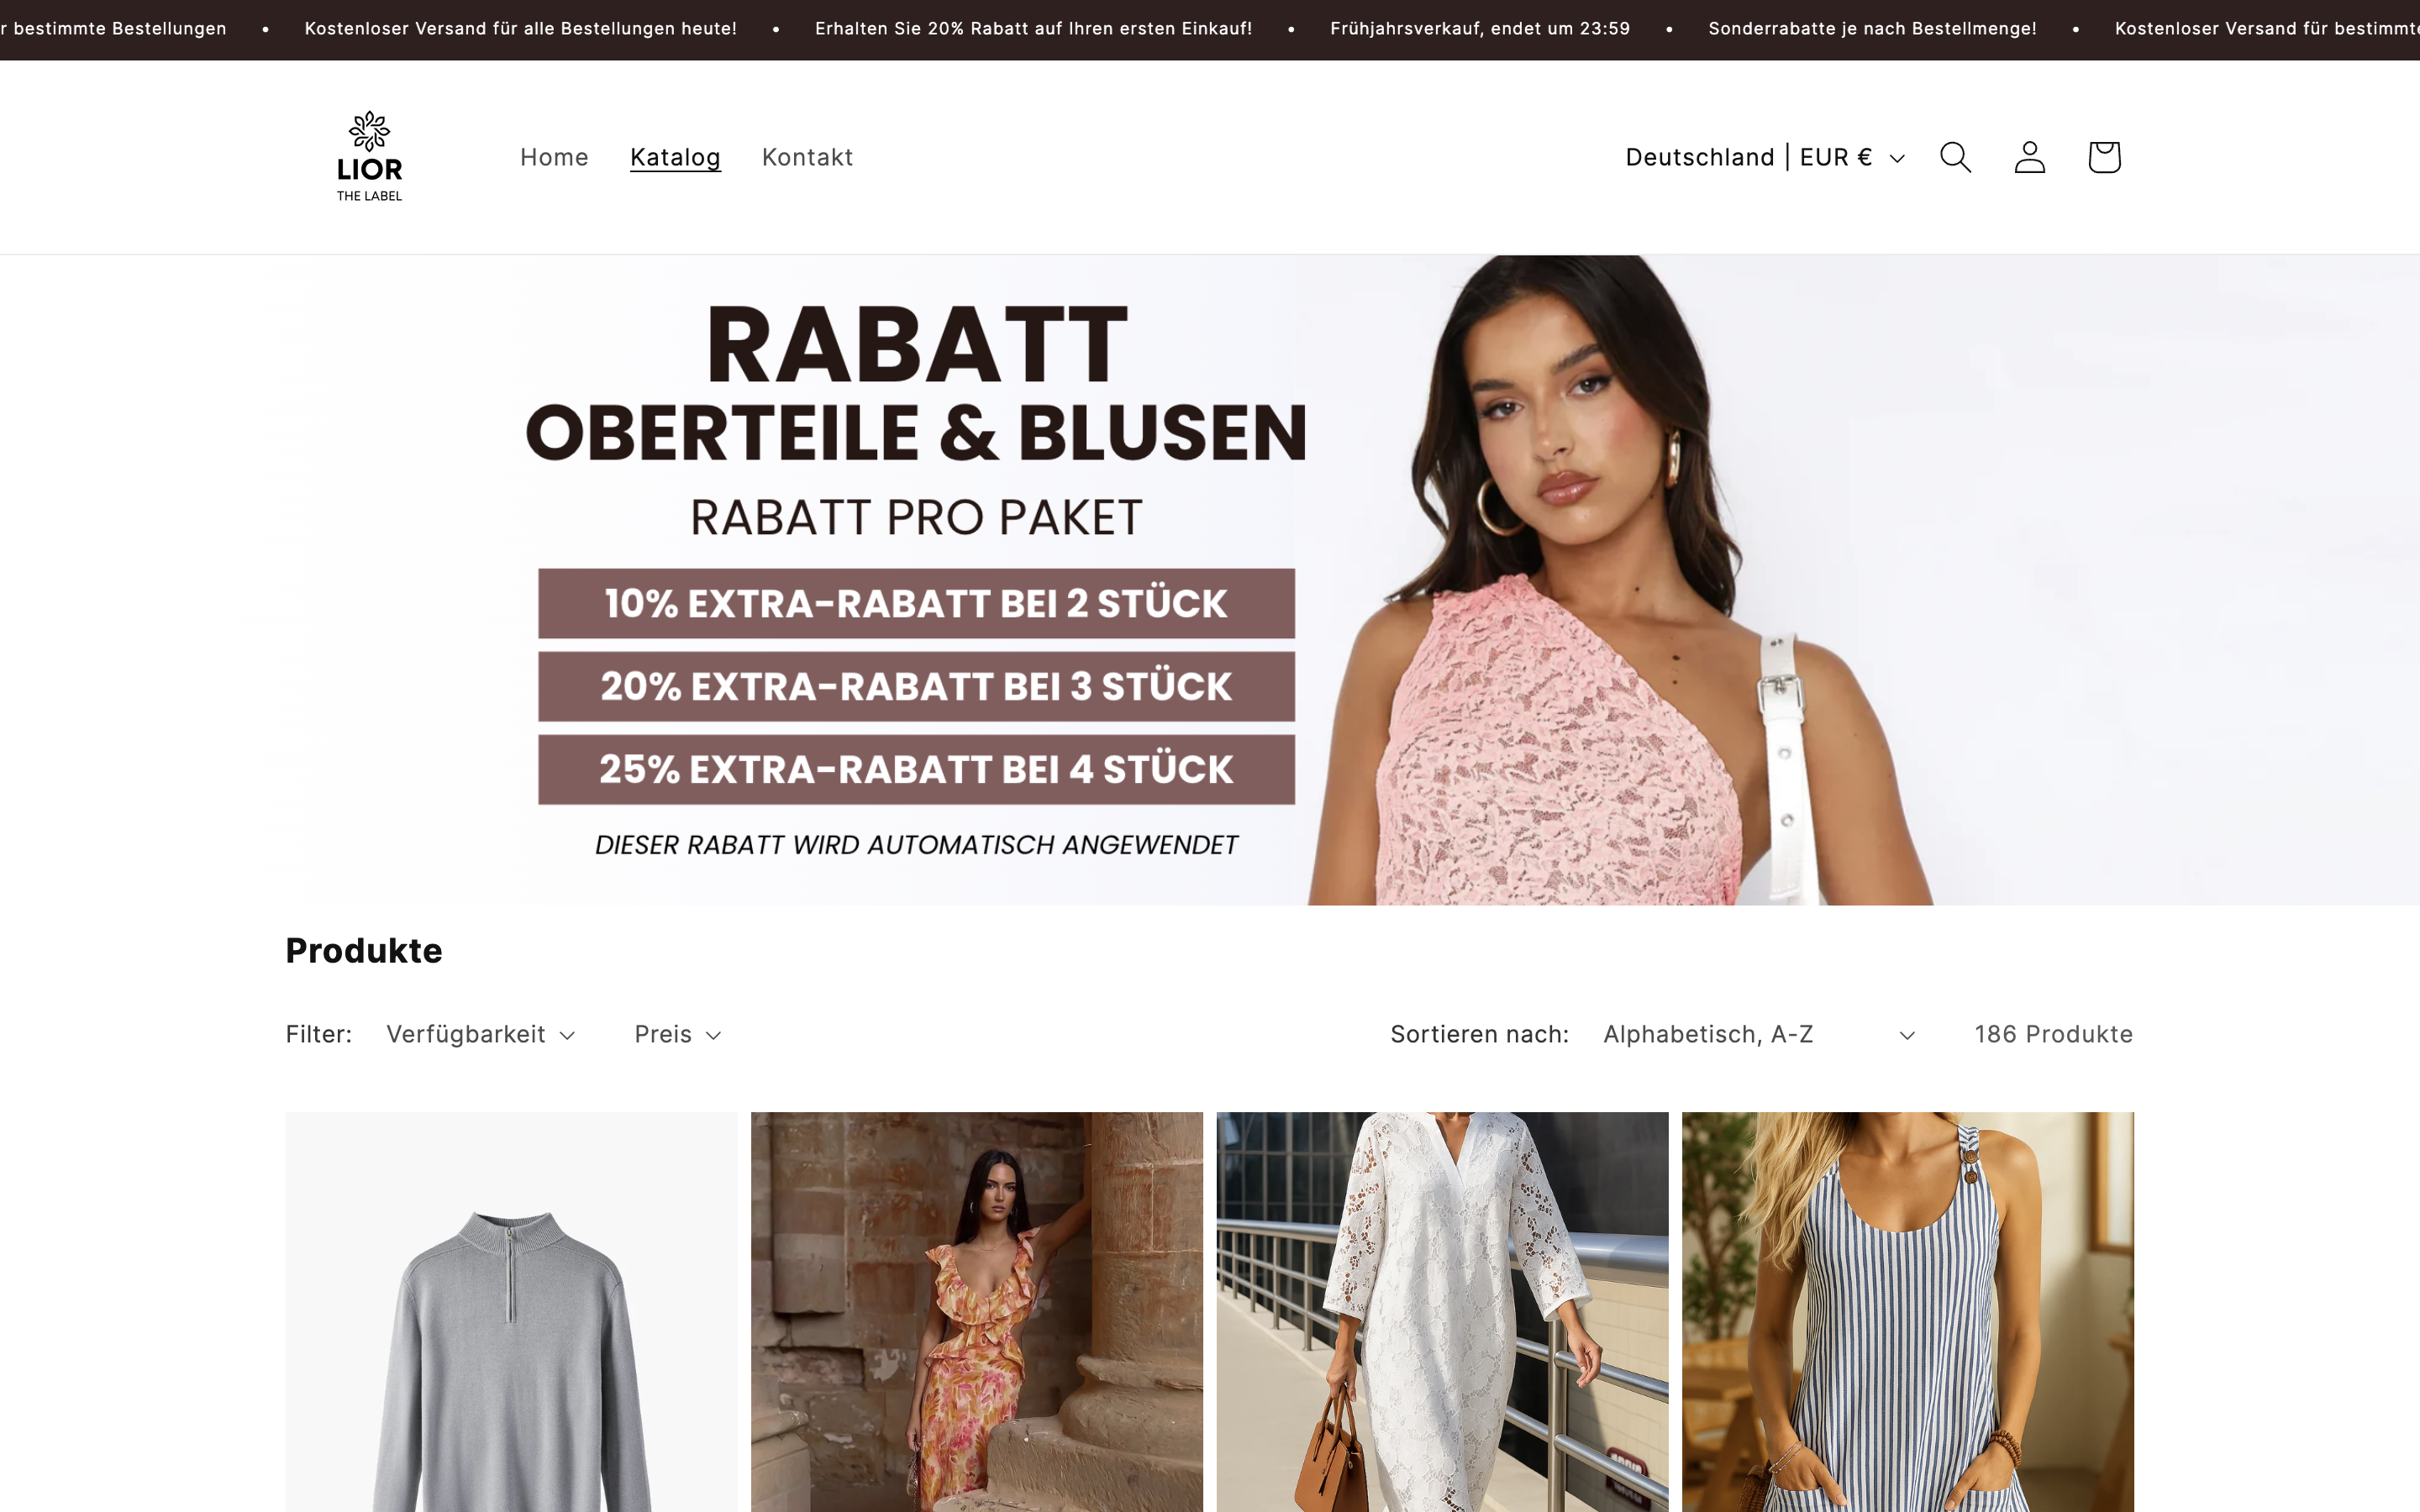 r bestimmte Bestellungen • Kostenloser Versand für alle Bestellungen heute! • Erhalten Sie 20% Rabatt auf Ihren ersten Einkauf! • Frühjahrsverkauf, endet um 23:59 • Sonderrabatte je nach Bestellmenge! • Kostenloser Versand für bestimmte
LIOR
THE LABEL
Home Katalog Kontakt
Deutschland | EUR €
RABATT
OBERTEILE & BLUSEN
RABATT PRO PAKET
10% EXTRA-RABATT BEI 2 STÜCK
20% EXTRA-RABATT BEI 3 STÜCK
25% EXTRA-RABATT BEI 4 STÜCK
DIESER RABATT WIRD AUTOMATISCH ANGEWENDET
Produkte
Filter: Verfügbarkeit Preis
Sortieren nach: Alphabetisch, A-Z 186 Produkte